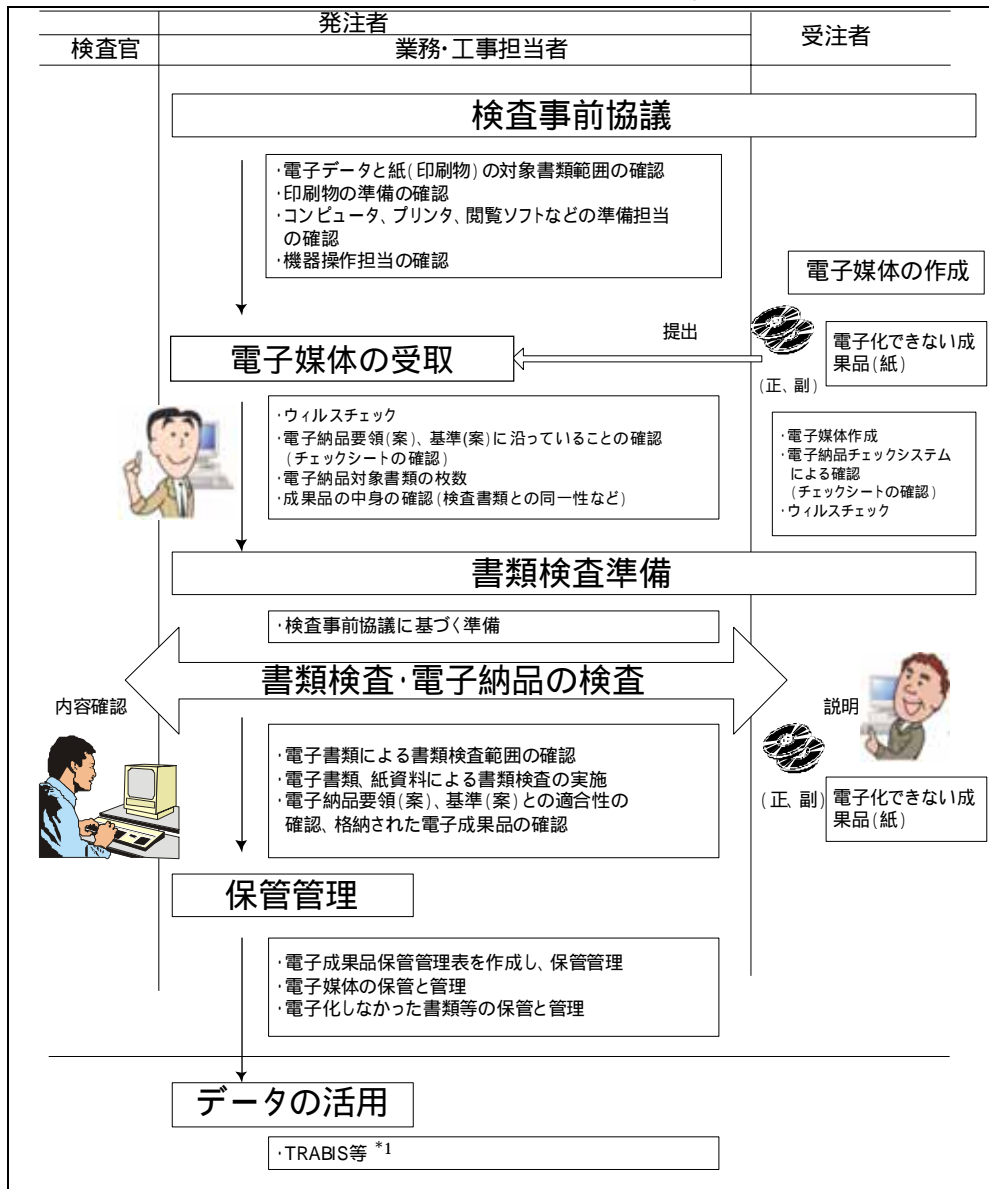 発注者
受注者
検査官
業務・工事担当者
検査事前協議
・電子データと紙(印刷物)の対象書類範囲の確認
・印刷物の準備の確認
・コンピュータ、プリンタ、閲覧ソフトなどの準備担当
の確認
・機器操作担当の確認
電子媒体の作成
提出
電子媒体の受取
電子化できない成
果品(紙)
(正、副)
・ウィルスチェック
・電子納品要領(案)、基準(案)に沿っていることの確認
(チェックシートの確認)
・電子納品対象書類の枚数
・成果品の中身の確認(検査書類との同一性など)
・電子媒体作成
・電子納品チェックシステム
による確認
(チェックシートの確認)
・ウィルスチェック
書類検査準備
・検査事前協議に基づく準備
書類検査・電子納品の検査
内容確認
説明
・電子書類による書類検査範囲の確認
・電子書類、紙資料による書類検査の実施
・電子納品要領(案)、基準(案)との適合性の
確認、格納された電子成果品の確認
(正、副)
電子化できない成
果品(紙)
保管管理
・電子成果品保管管理表を作成し、保管管理
・電子媒体の保管と管理
・電子化しなかった書類等の保管と管理
データの活用
・TRABIS等 *1